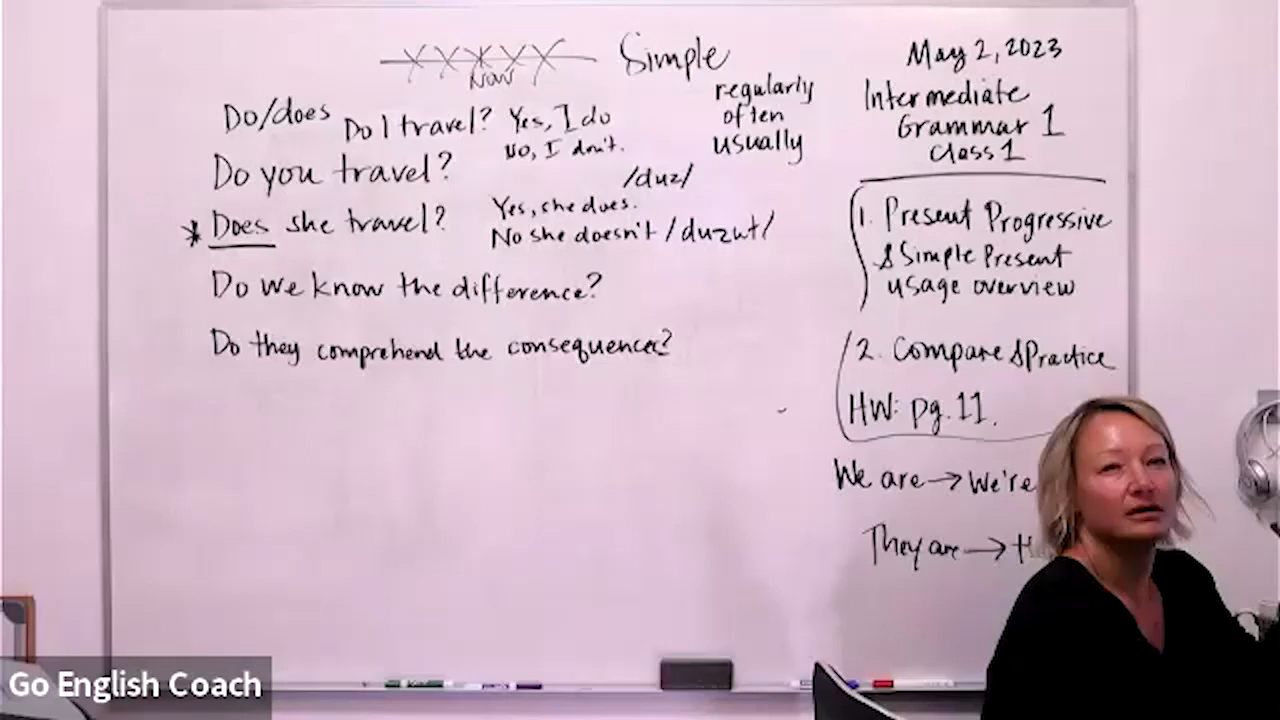 Simple
Now
regularly
often
usually
Do/does
Do I travel? Yes, I do
No, I don't.
Do you travel?
/duz/
* Does she travel? Yes, she does.
No she doesn't /duznt/
Do we know the difference?
Do they comprehend the consequences?
May 2, 2023
Intermediate
Grammar 1
Class 1
1. Present Progressive
& Simple Present
usage overview
2. Compare & Practice
HW: pg. 11.
We are → We're
They are →
Go English Coach